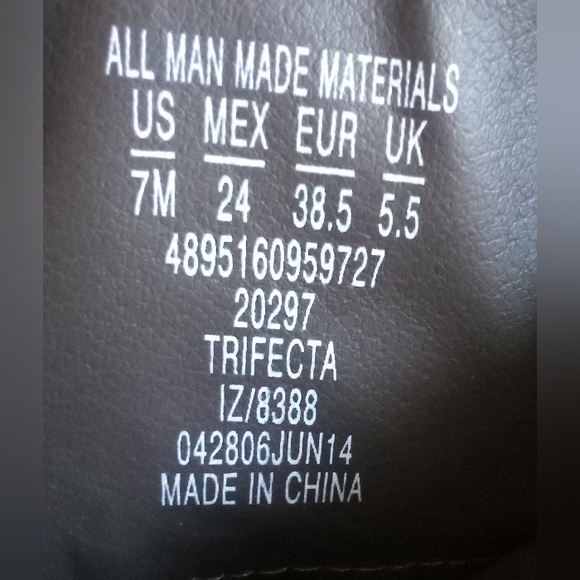 ALL MAN MADE MATERIALS
US MEX EUR UK
7M 24 38.5 5.5
4895160959727
20297
TRIFECTA
IZ/8388
042806JUN14
MADE IN CHINA